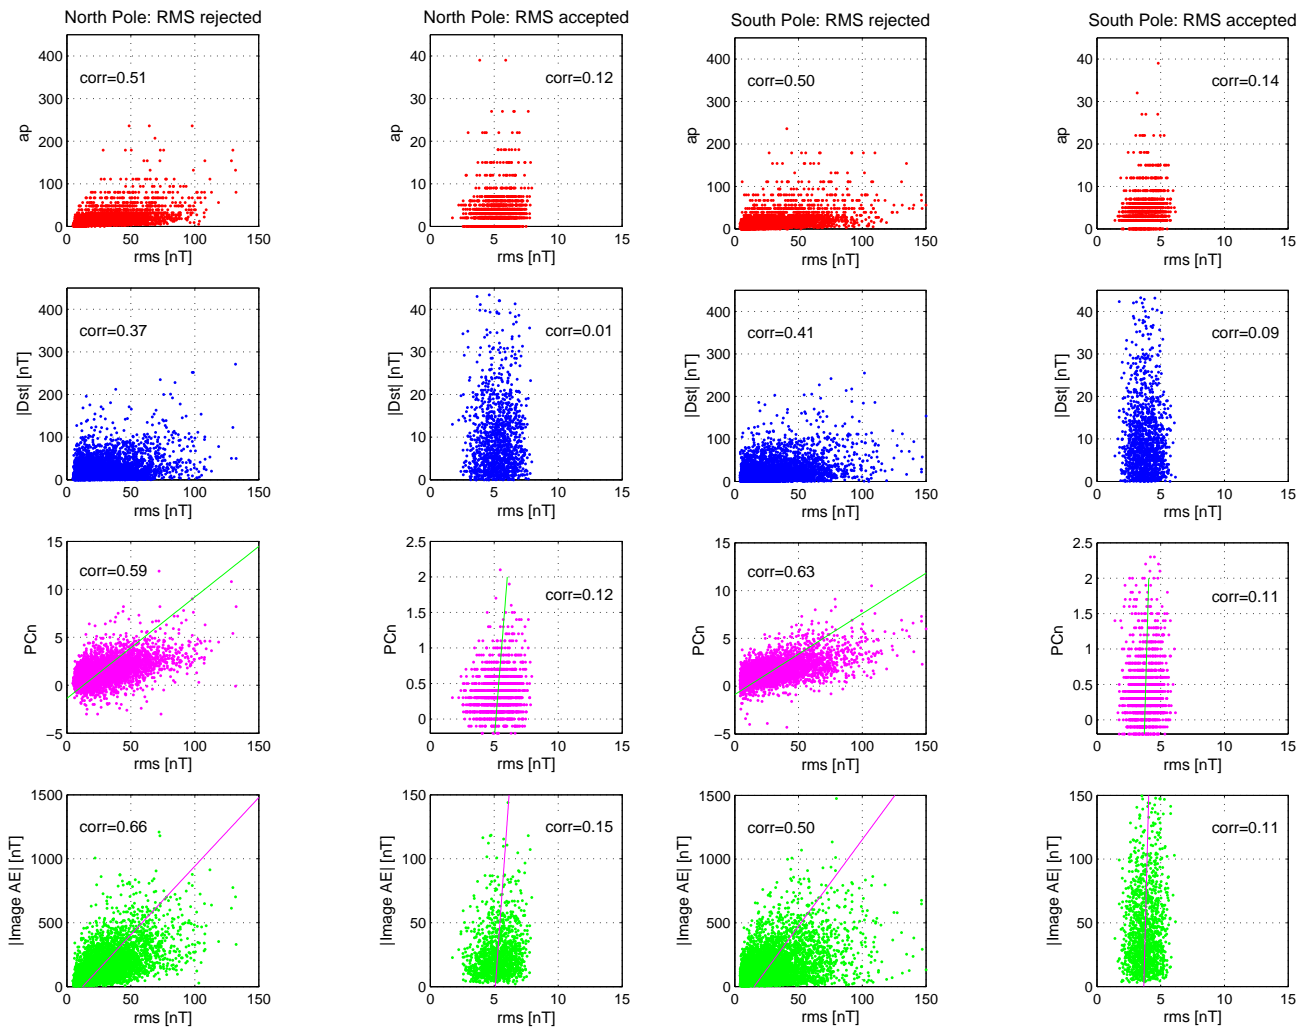 North Pole: RMS rejected
400
300
200
100
0
ap
corr=0.51
0 50 100 150
rms [nT]
North Pole: RMS accepted
40
30
20
10
0
ap
corr=0.12
0 5 10 15
rms [nT]
South Pole: RMS rejected
400
300
200
100
0
ap
corr=0.50
0 50 100 150
rms [nT]
South Pole: RMS accepted
45
40
35
30
25
20
15
10
5
0
ap
corr=0.14
0 5 10 15
rms [nT]
400
300
200
100
0
|Dst| [nT]
corr=0.37
0 50 100 150
rms [nT]
40
30
20
10
0
|Dst| [nT]
corr=0.01
0 5 10 15
rms [nT]
400
300
200
100
0
|Dst| [nT]
corr=0.41
0 50 100 150
rms [nT]
40
30
20
10
0
|Dst| [nT]
corr=0.09
0 5 10 15
rms [nT]
15
10
5
0
−5
PCn
corr=0.59
0 50 100 150
rms [nT]
2.5
2
1.5
1
0.5
0
PCn
corr=0.12
0 5 10 15
rms [nT]
15
10
5
0
−5
PCn
corr=0.63
0 50 100 150
rms [nT]
2.5
2
1.5
1
0.5
0
PCn
corr=0.11
0 5 10 15
rms [nT]
1500
1000
500
0
|Image AE| [nT]
corr=0.66
0 50 100 150
rms [nT]
150
100
50
0
|Image AE| [nT]
corr=0.15
0 5 10 15
rms [nT]
1500
1000
500
0
|Image AE| [nT]
corr=0.50
0 50 100 150
rms [nT]
150
100
50
0
|Image AE| [nT]
corr=0.11
0 5 10 15
rms [nT]